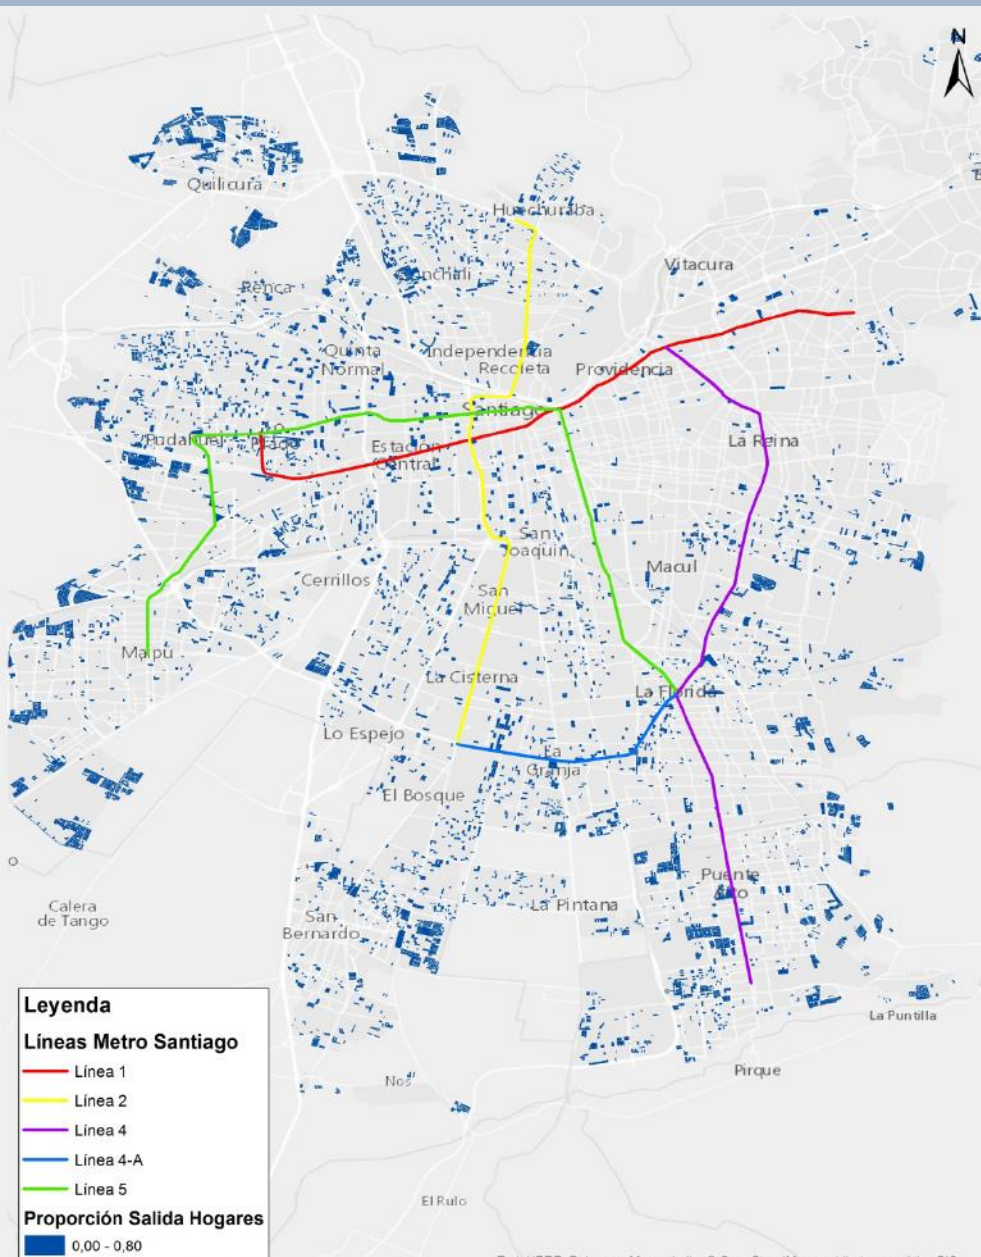 N
Quilicura
Huechuraba
Vitacura
Conchalí
Renca
Quinta
Normal
Independencia
Recoleta
Providencia
Santiago
La Reina
Pudahuel
Lo
Prado
Estación
Central
San
Joaquín
Macul
Cerrillos
San
Miguel
Maipú
La Cisterna
La Florida
Lo Espejo
La
Granja
El Bosque
Puente
Alto
La Pintana
Calera
de Tango
San
Bernardo
La Puntilla
Pirque
Nos
El Rulo
Leyenda
Líneas Metro Santiago
Línea 1
Línea 2
Línea 4
Línea 4-A
Línea 5
Proporción Salida Hogares
0,00 - 0,80